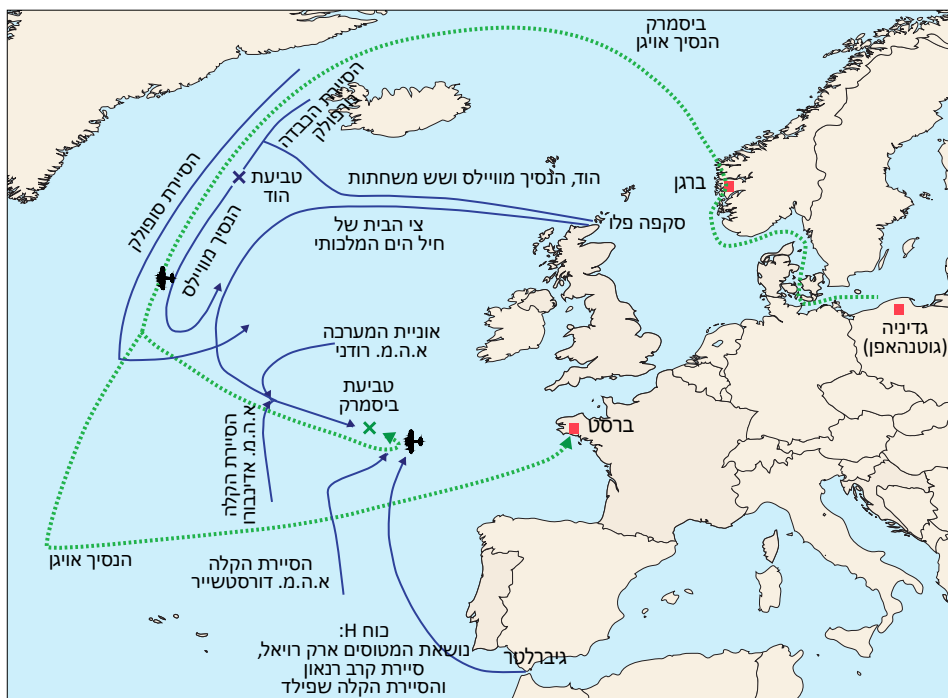 ביסמרק
הנסיך אויגן
הסיירת הכבדה
נורפולק
הסיירת סופולק
טביעת
הוד
הוד, הנסיך מוויילס ושש משחתות
ברגן
סקפה פלו
צי הבית של
חיל הים המלכותי
הנסיך מוויילס
גדיניה
(גוטנהאפן)
אוניית המערכה
א.ה.מ. רודני
טביעת
ביסמרק
ברסט
הסיירת הקלה
א.ה.מ. אדינבורו
הנסיך אויגן
הסיירת הקלה
א.ה.מ. דורסטשייר
כוח H:
נושאת המטוסים ארק רויאל,
סיירת קרב רנאון
והסיירת הקלה שפילד
גיברלטר